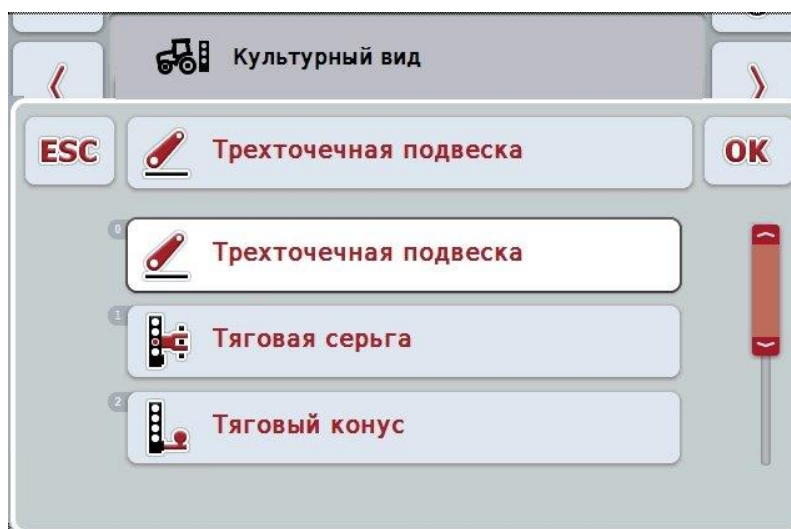 Культурный вид
ESC
Трехточечная подвеска
OK
0
Трехточечная подвеска
1
Тяговая серьга
2
Тяговый конус